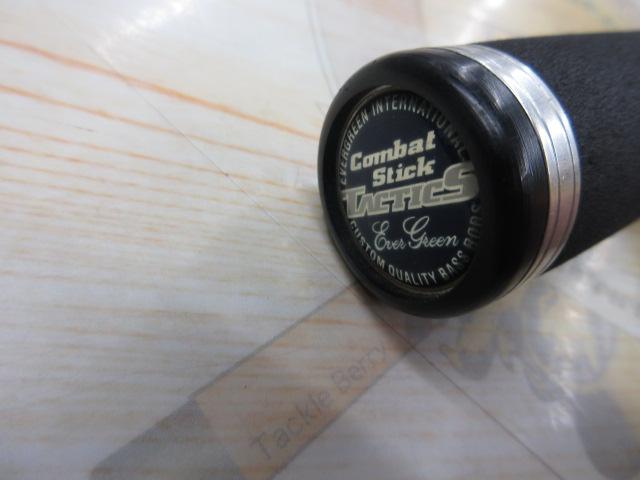 EVERGREEN INTERNATIONAL
Combat
Stick
TACTICS
Ever Green
CUSTOM QUALITY BASS RODS
Tackle Berry